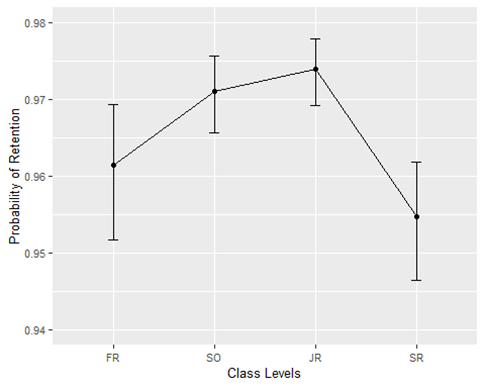 0.98
0.97
0.96
0.95
0.94
Probability of Retention
FR SO JR SR
Class Levels